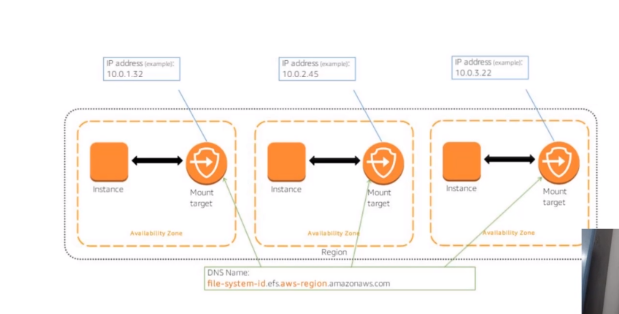 IP address (example):
10.0.1.32
IP address (example):
10.0.2.45
IP address (example):
10.0.3.22
Instance
Mount
target
Instance
Mount
target
Instance
Mount
target
Availability Zone
Availability Zone
Availability Zone
Region
DNS Name:
file-system-id.efs.aws-region.amazonaws.com